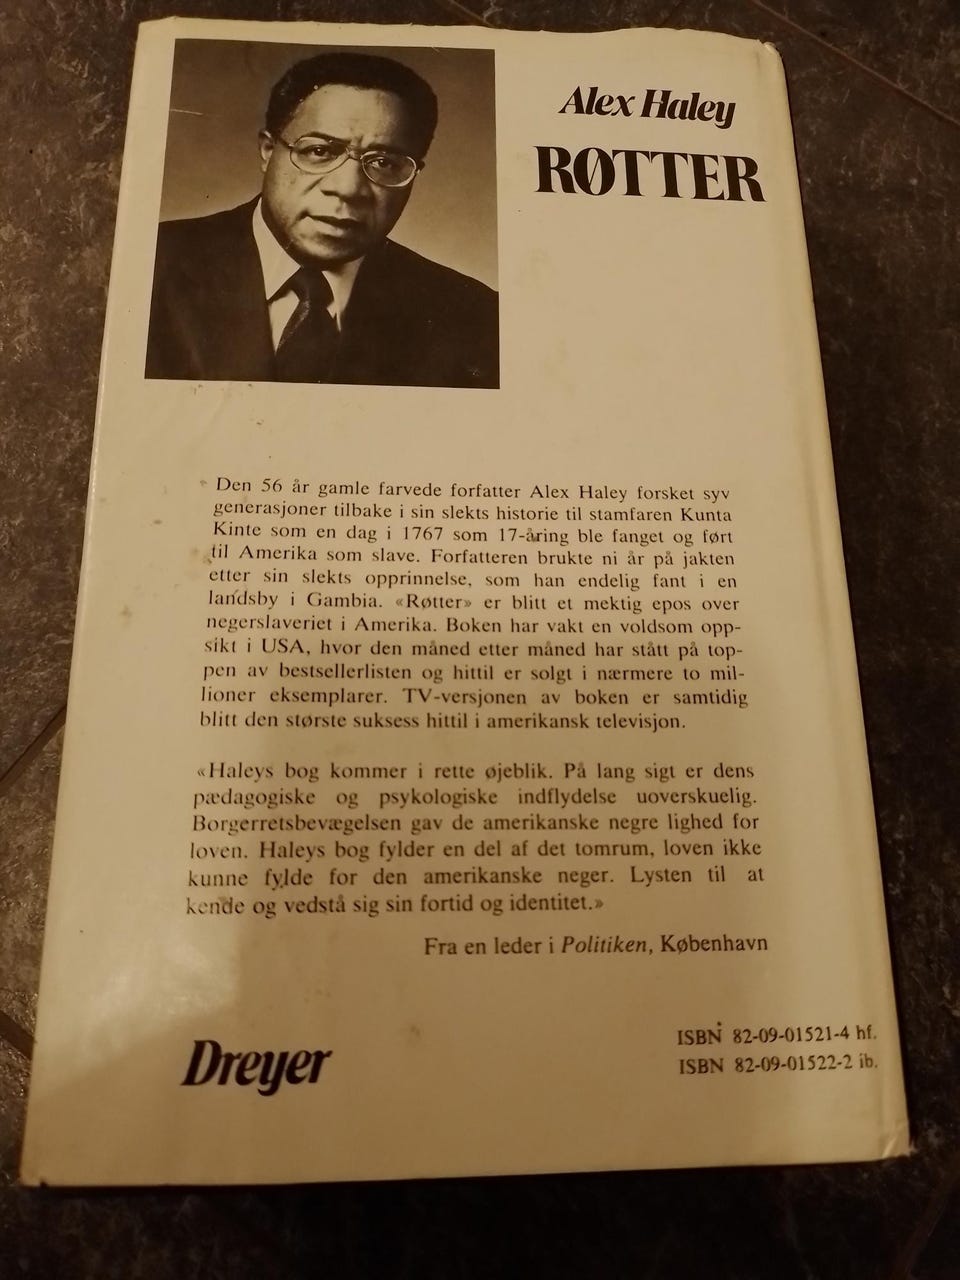 Alex Haley
RØTTER
Den 56 år gamle farvede forfatter Alex Haley forsket syv
generasjoner tilbake i sin slekts historie til stamfaren Kunta
Kinte som en dag i 1767 som 17-åring ble fanget og ført
til Amerika som slave. Forfatteren brukte ni år på jakten
etter sin slekts opprinnelse, som han endelig fant i en
landsby i Gambia. «Røtter» er blitt et mektig epos over
negerslaveriet i Amerika. Boken har vakt en voldsom opp-
sikt i USA, hvor den måned etter måned har stått på top-
pen av bestsellerlisten og hittil er solgt i nærmere to mil-
lioner eksemplarer. TV-versjonen av boken er samtidig
blitt den største suksess hittil i amerikansk televisjon.
«Haleys bog kommer i rette øjeblik. På lang sigt er dens
pædagogiske og psykologiske indflydelse uoverskuelig.
Borgerretsbevægelsen gav de amerikanske negre lighed for
loven. Haleys bog fylder en del af det tomrum, loven ikke
kunne fylde for den amerikanske neger. Lysten til at
kende og vedstå sig sin fortid og identitet.»
Fra en leder i Politiken, København
Dreyer
ISBN 82-09-01521-4 hf.
ISBN 82-09-01522-2 ib.